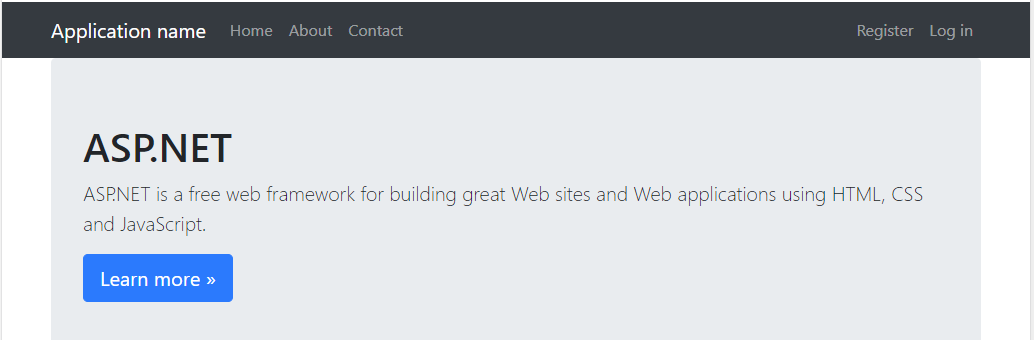 Application name Home About Contact Register Log in
ASP.NET
ASP.NET is a free web framework for building great Web sites and Web applications using HTML, CSS
and JavaScript.
Learn more »